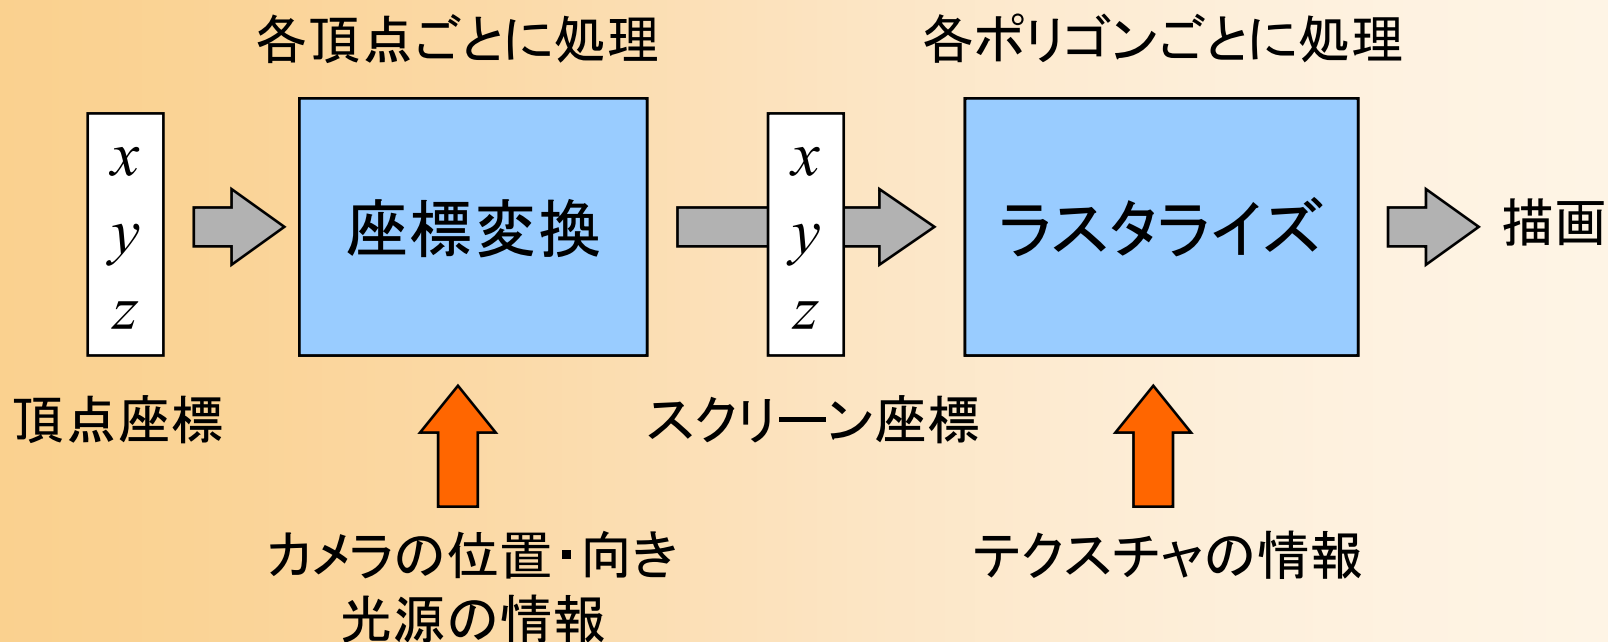 各頂点ごとに処理
各ポリゴンごとに処理
x
y
z
座標変換
x
y
z
ラスタライズ
描画
頂点座標
スクリーン座標
カメラの位置・向き
光源の情報
テクスチャの情報